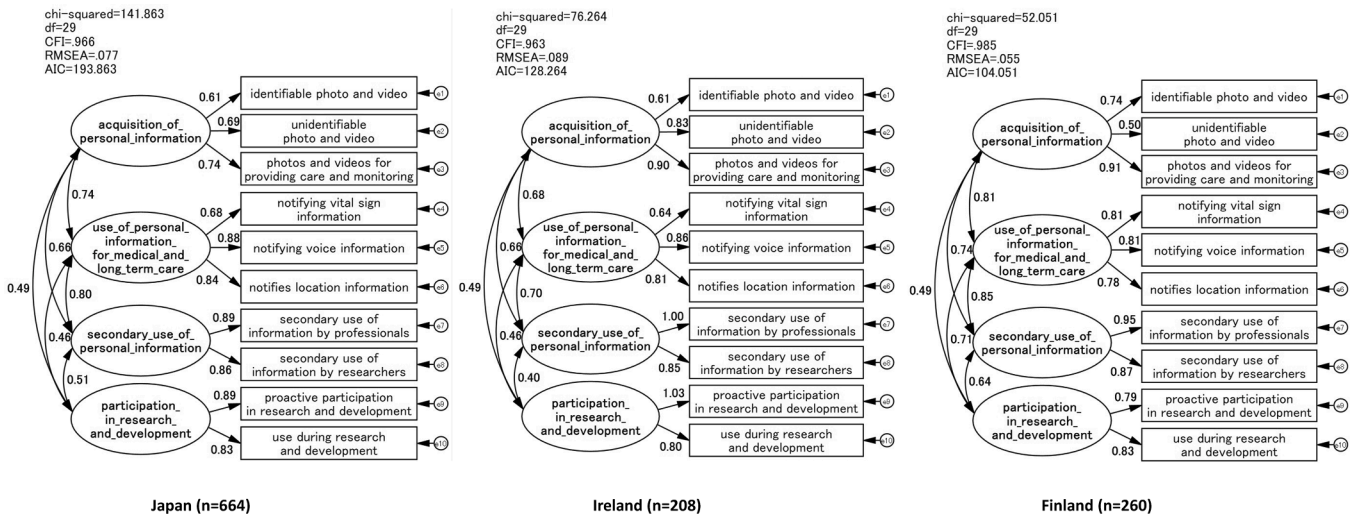 chi-squared=141.863
df=29
CFI=.966
RMSEA=.077
AIC=193.863
acquisition_of_
personal_information
0.61
identifiable photo and video
e1
0.69
unidentifiable
photo and video
e2
0.74
photos and videos for
providing care and monitoring
e3
0.74
use_of_personal_
information_
for_medical_and_
long_term_care
0.68
notifying vital sign
information
e4
0.88
notifying voice information
e5
0.84
notifies location information
e6
0.66
0.49
0.80
0.46
secondary_use_of_
personal_information
0.89
secondary use of
information by professionals
e7
0.86
secondary use of
information by researchers
e8
0.51
participation_
in_research_
and_development
0.89
proactive participation
in research and development
e9
0.83
use during research
and development
e10
Japan (n=664)
chi-squared=76.264
df=29
CFI=.963
RMSEA=.089
AIC=128.264
acquisition_of_
personal_information
0.61
identifiable photo and video
e1
0.83
unidentifiable
photo and video
e2
0.90
photos and videos for
providing care and monitoring
e3
0.68
use_of_personal_
information_
for_medical_and_
long_term_care
0.64
notifying vital sign
information
e4
0.86
notifying voice information
e5
0.81
notifies location information
e6
0.66
0.49
0.70
0.46
secondary_use_of_
personal_information
1.00
secondary use of
information by professionals
e7
0.85
secondary use of
information by researchers
e8
0.40
participation_
in_research_
and_development
1.03
proactive participation
in research and development
e9
0.80
use during research
and development
e10
Ireland (n=208)
chi-squared=52.051
df=29
CFI=.985
RMSEA=.055
AIC=104.051
acquisition_of_
personal_information
0.74
identifiable photo and video
e1
0.50
unidentifiable
photo and video
e2
0.91
photos and videos for
providing care and monitoring
e3
0.81
use_of_personal_
information_
for_medical_and_
long_term_care
0.81
notifying vital sign
information
e4
0.81
notifying voice information
e5
0.78
notifies location information
e6
0.74
0.49
0.85
0.71
secondary_use_of_
personal_information
0.95
secondary use of
information by professionals
e7
0.87
secondary use of
information by researchers
e8
0.64
participation_
in_research_
and_development
0.79
proactive participation
in research and development
e9
0.83
use during research
and development
e10
Finland (n=260)